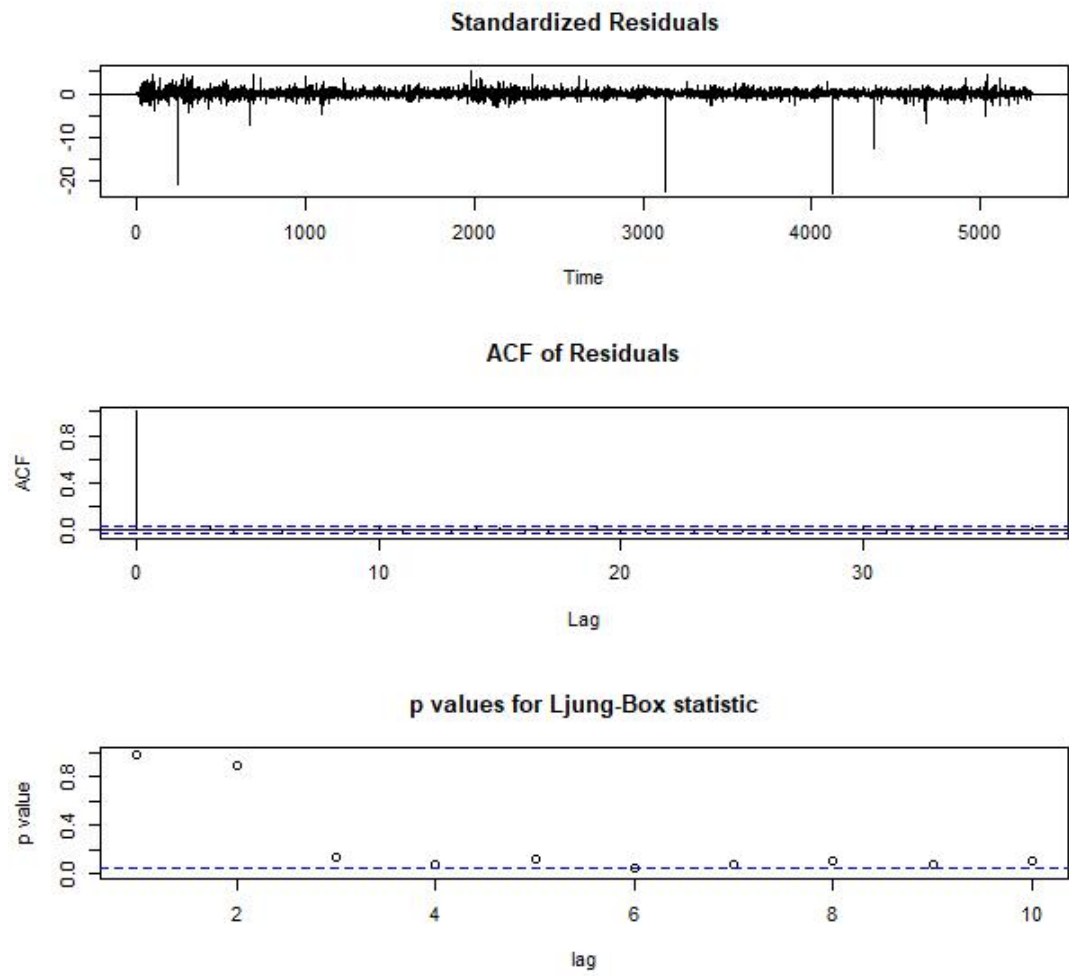 Standardized Residuals
0
-10
-20
0 1000 2000 3000 4000 5000
Time
ACF of Residuals
ACF
0.8
0.4
0.0
0 10 20 30
Lag
p values for Ljung-Box statistic
p value
0.8
0.4
0.0
2 4 6 8 10
lag